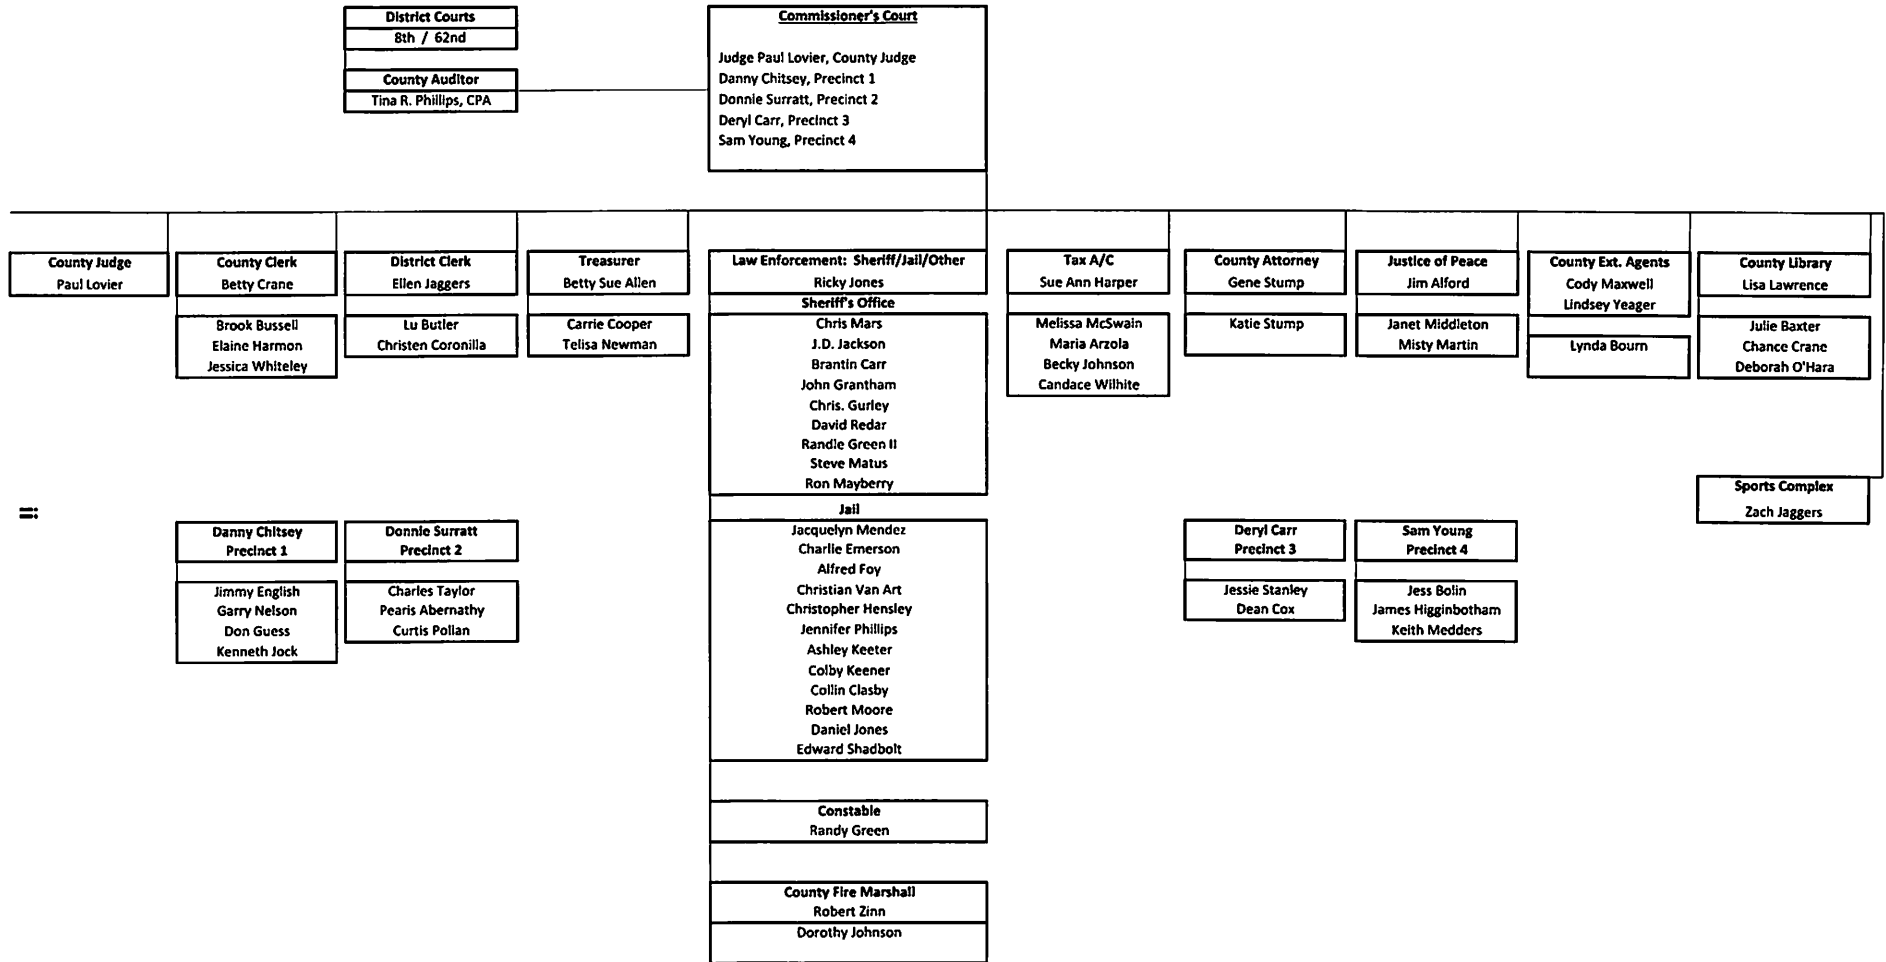 District Courts
8th / 62nd
County Auditor
Tina R. Phillips, CPA
Commissioner's Court
Judge Paul Lovier, County Judge
Danny Chitsey, Precinct 1
Donnie Surratt, Precinct 2
Deryl Carr, Precinct 3
Sam Young, Precinct 4
County Judge
Paul Lovier
County Clerk
Betty Crane
Brook Bussell
Elaine Harmon
Jessica Whiteley
District Clerk
Ellen Jaggers
Lu Butler
Christen Coronilla
Treasurer
Betty Sue Allen
Carrie Cooper
Telisa Newman
Law Enforcement: Sheriff/Jail/Other
Ricky Jones
Sheriff's Office
Chris Mars
J.D. Jackson
Brantin Carr
John Grantham
Chris. Gurley
David Redar
Randle Green II
Steve Matus
Ron Mayberry
Jail
Jacquelyn Mendez
Charlie Emerson
Alfred Foy
Christian Van Art
Christopher Hensley
Jennifer Phillips
Ashley Keeter
Colby Keener
Collin Clasby
Robert Moore
Daniel Jones
Edward Shadbolt
Constable
Randy Green
County Fire Marshall
Robert Zinn
Dorothy Johnson
Tax A/C
Sue Ann Harper
Melissa McSwain
Maria Arzola
Becky Johnson
Candace Wilhite
County Attorney
Gene Stump
Katie Stump
Justice of Peace
Jim Alford
Janet Middleton
Misty Martin
County Ext. Agents
Cody Maxwell
Lindsey Yeager
Lynda Bourn
County Library
Lisa Lawrence
Julie Baxter
Chance Crane
Deborah O'Hara
Sports Complex
Zach Jaggers
Danny Chitsey
Precinct 1
Jimmy English
Garry Nelson
Don Guess
Kenneth Jock
Donnie Surratt
Precinct 2
Charles Taylor
Pearis Abernathy
Curtis Pollan
Deryl Carr
Precinct 3
Jessie Stanley
Dean Cox
Sam Young
Precinct 4
Jess Bolin
James Higginbotham
Keith Medders